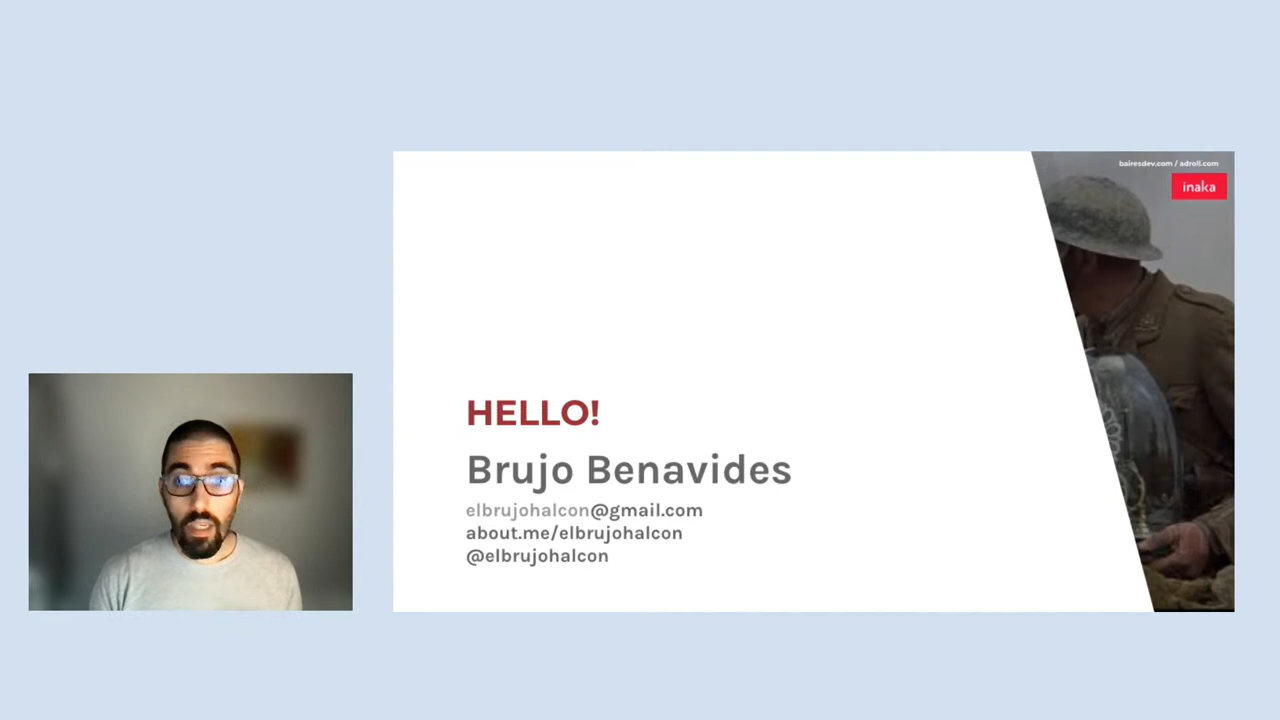 bairesdev.com / adroll.com
inaka
HELLO!
Brujo Benavides
elbrujohalcon@gmail.com
about.me/elbrujohalcon
@elbrujohalcon